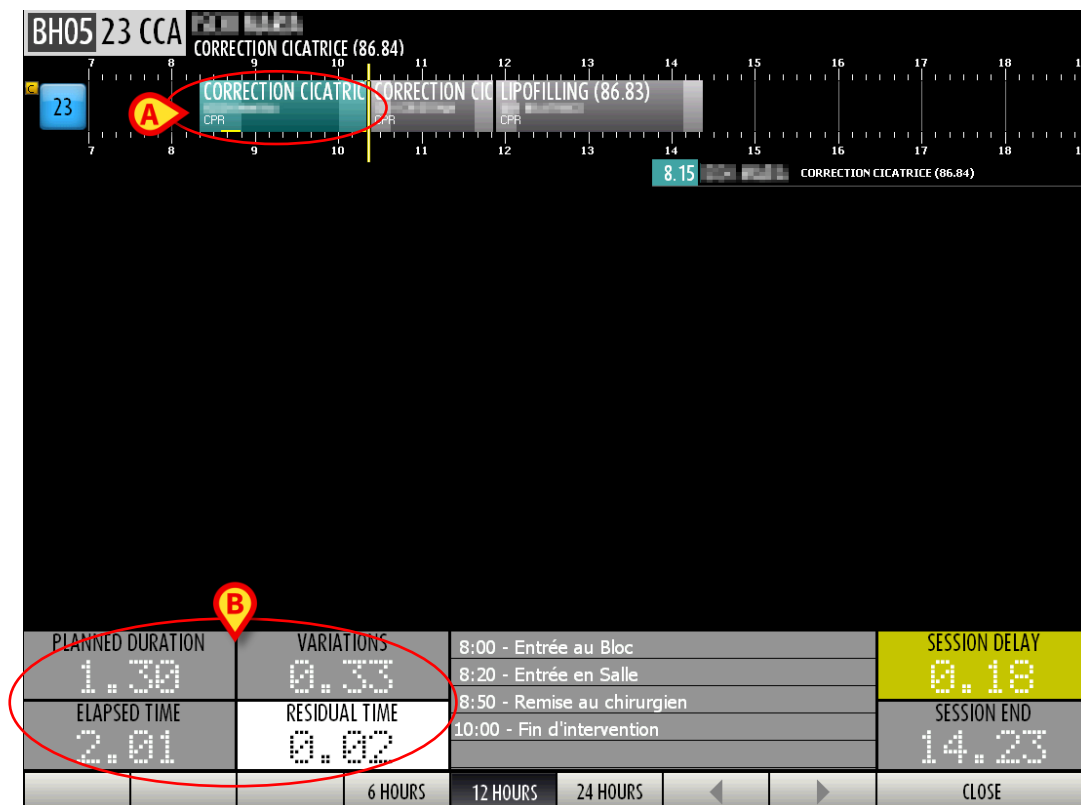 BH05 23 CCA
CORRECTION CICATRICE (86.84)
7 8 9 10 11 12 13 14 15 16 17 18 1
C
23
A
CORRECTION CICATRIC
CPR
CORRECTION CIC
CPR
LIPOFILLING (86.83)
CPR
7 8 9 10 11 12 13 14 15 16 17 18 1
8.15 CORRECTION CICATRICE (86.84)
B
PLANNED DURATION
1.30
VARIATIONS
0.33
ELAPSED TIME
2.01
RESIDUAL TIME
0.02
8:00 - Entrée au Bloc
8:20 - Entrée en Salle
8:50 - Remise au chirurgien
10:00 - Fin d'intervention
SESSION DELAY
0.18
SESSION END
14.23
6 HOURS 12 HOURS 24 HOURS CLOSE